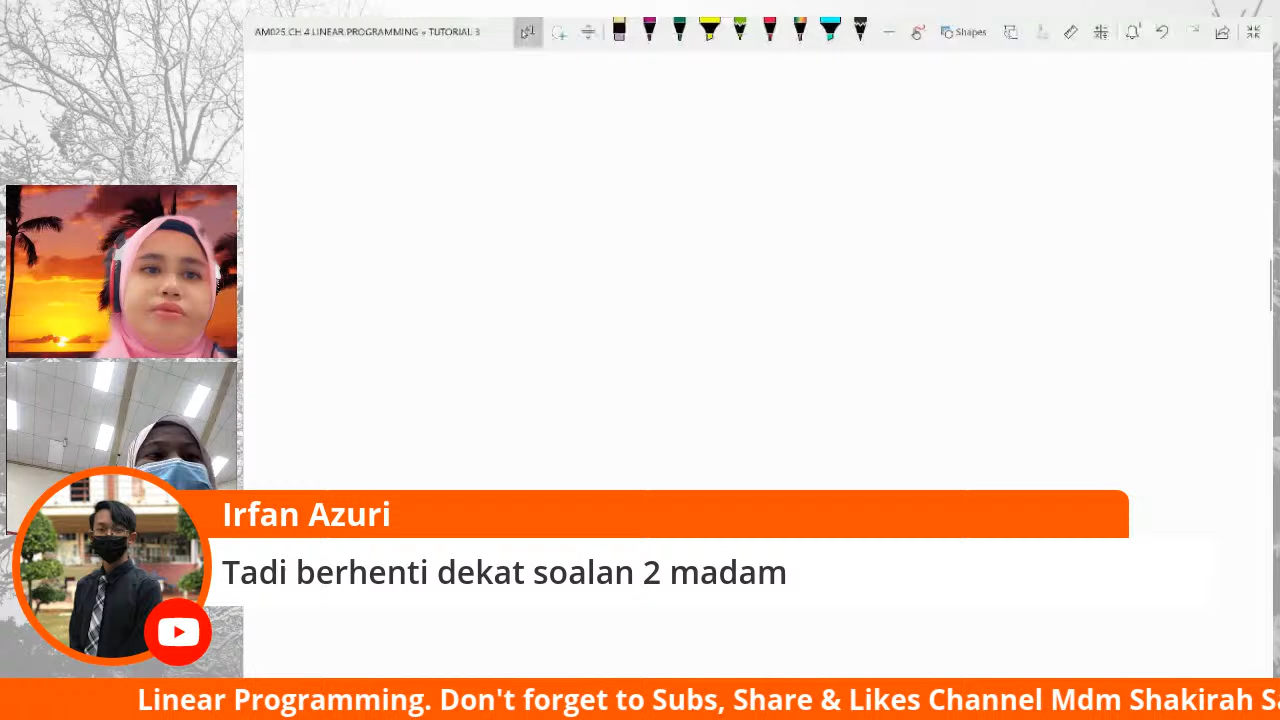 AM025.CH 4 LINEAR PROGRAMMING » TUTORIAL 3
Shapes
Irfan Azuri
Tadi berhenti dekat soalan 2 madam
Linear Programming. Don't forget to Subs, Share & Likes Channel Mdm Shakirah S